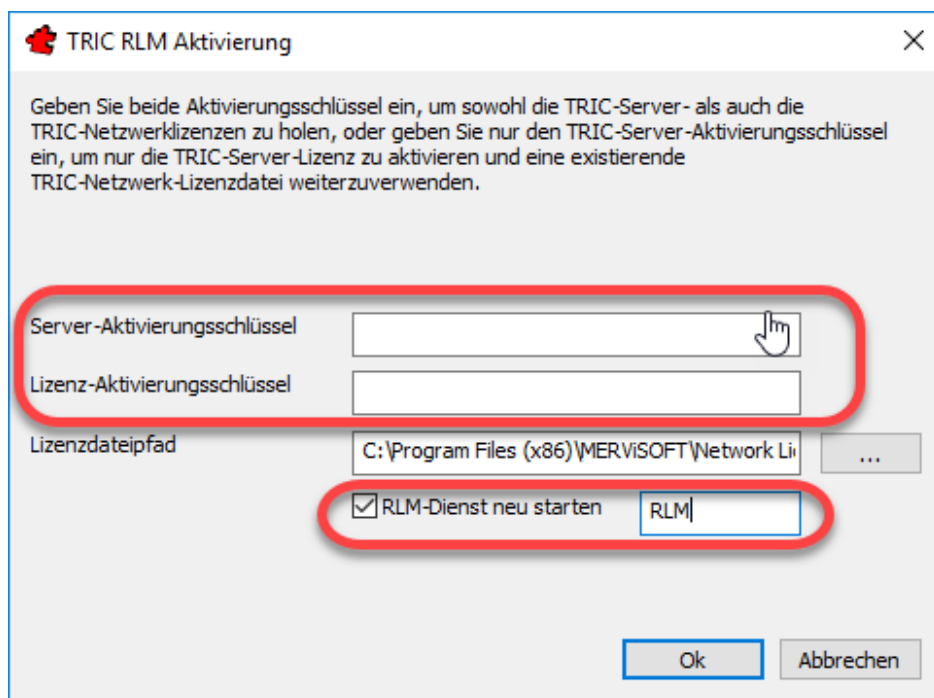 TRIC RLM Aktivierung
Geben Sie beide Aktivierungsschlüssel ein, um sowohl die TRIC-Server- als auch die
TRIC-Netzwerklizenzen zu holen, oder geben Sie nur den TRIC-Server-Aktivierungsschlüssel
ein, um nur die TRIC-Server-Lizenz zu aktivieren und eine existierende
TRIC-Netzwerk-Lizenzdatei weiterzuverwenden.
Server-Aktivierungsschlüssel
Lizenz-Aktivierungsschlüssel
Lizenzdateipfad C:\Program Files (x86)\MERViSOFT\Network Li ...
RLM-Dienst neu starten RLM
Ok Abbrechen